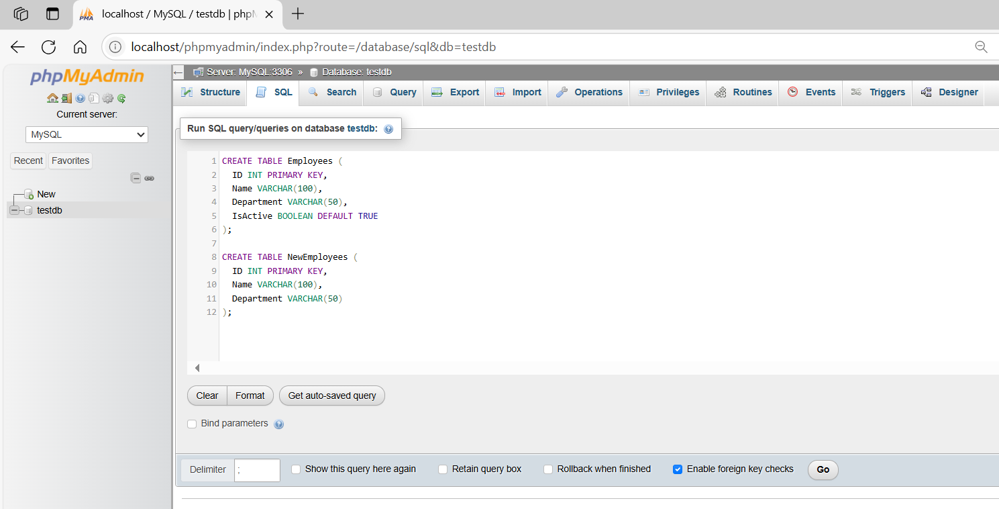 localhost / MySQL / testdb | php
localhost/phpmyadmin/index.php?route=/database/sql&db=testdb
phpMyAdmin
Current server:
MySQL
Recent Favorites
New
testdb
Server: MySQL:3306 » Database: testdb
Structure SQL Search Query Export Import Operations Privileges Routines Events Triggers Designer
Run SQL query/queries on database testdb:
1 CREATE TABLE Employees (
2 ID INT PRIMARY KEY,
3 Name VARCHAR(100),
4 Department VARCHAR(50),
5 IsActive BOOLEAN DEFAULT TRUE
6 );
7
8 CREATE TABLE NewEmployees (
9 ID INT PRIMARY KEY,
10 Name VARCHAR(100),
11 Department VARCHAR(50)
12 );
Clear Format Get auto-saved query
Bind parameters
Delimiter ; Show this query here again Retain query box Rollback when finished Enable foreign key checks Go